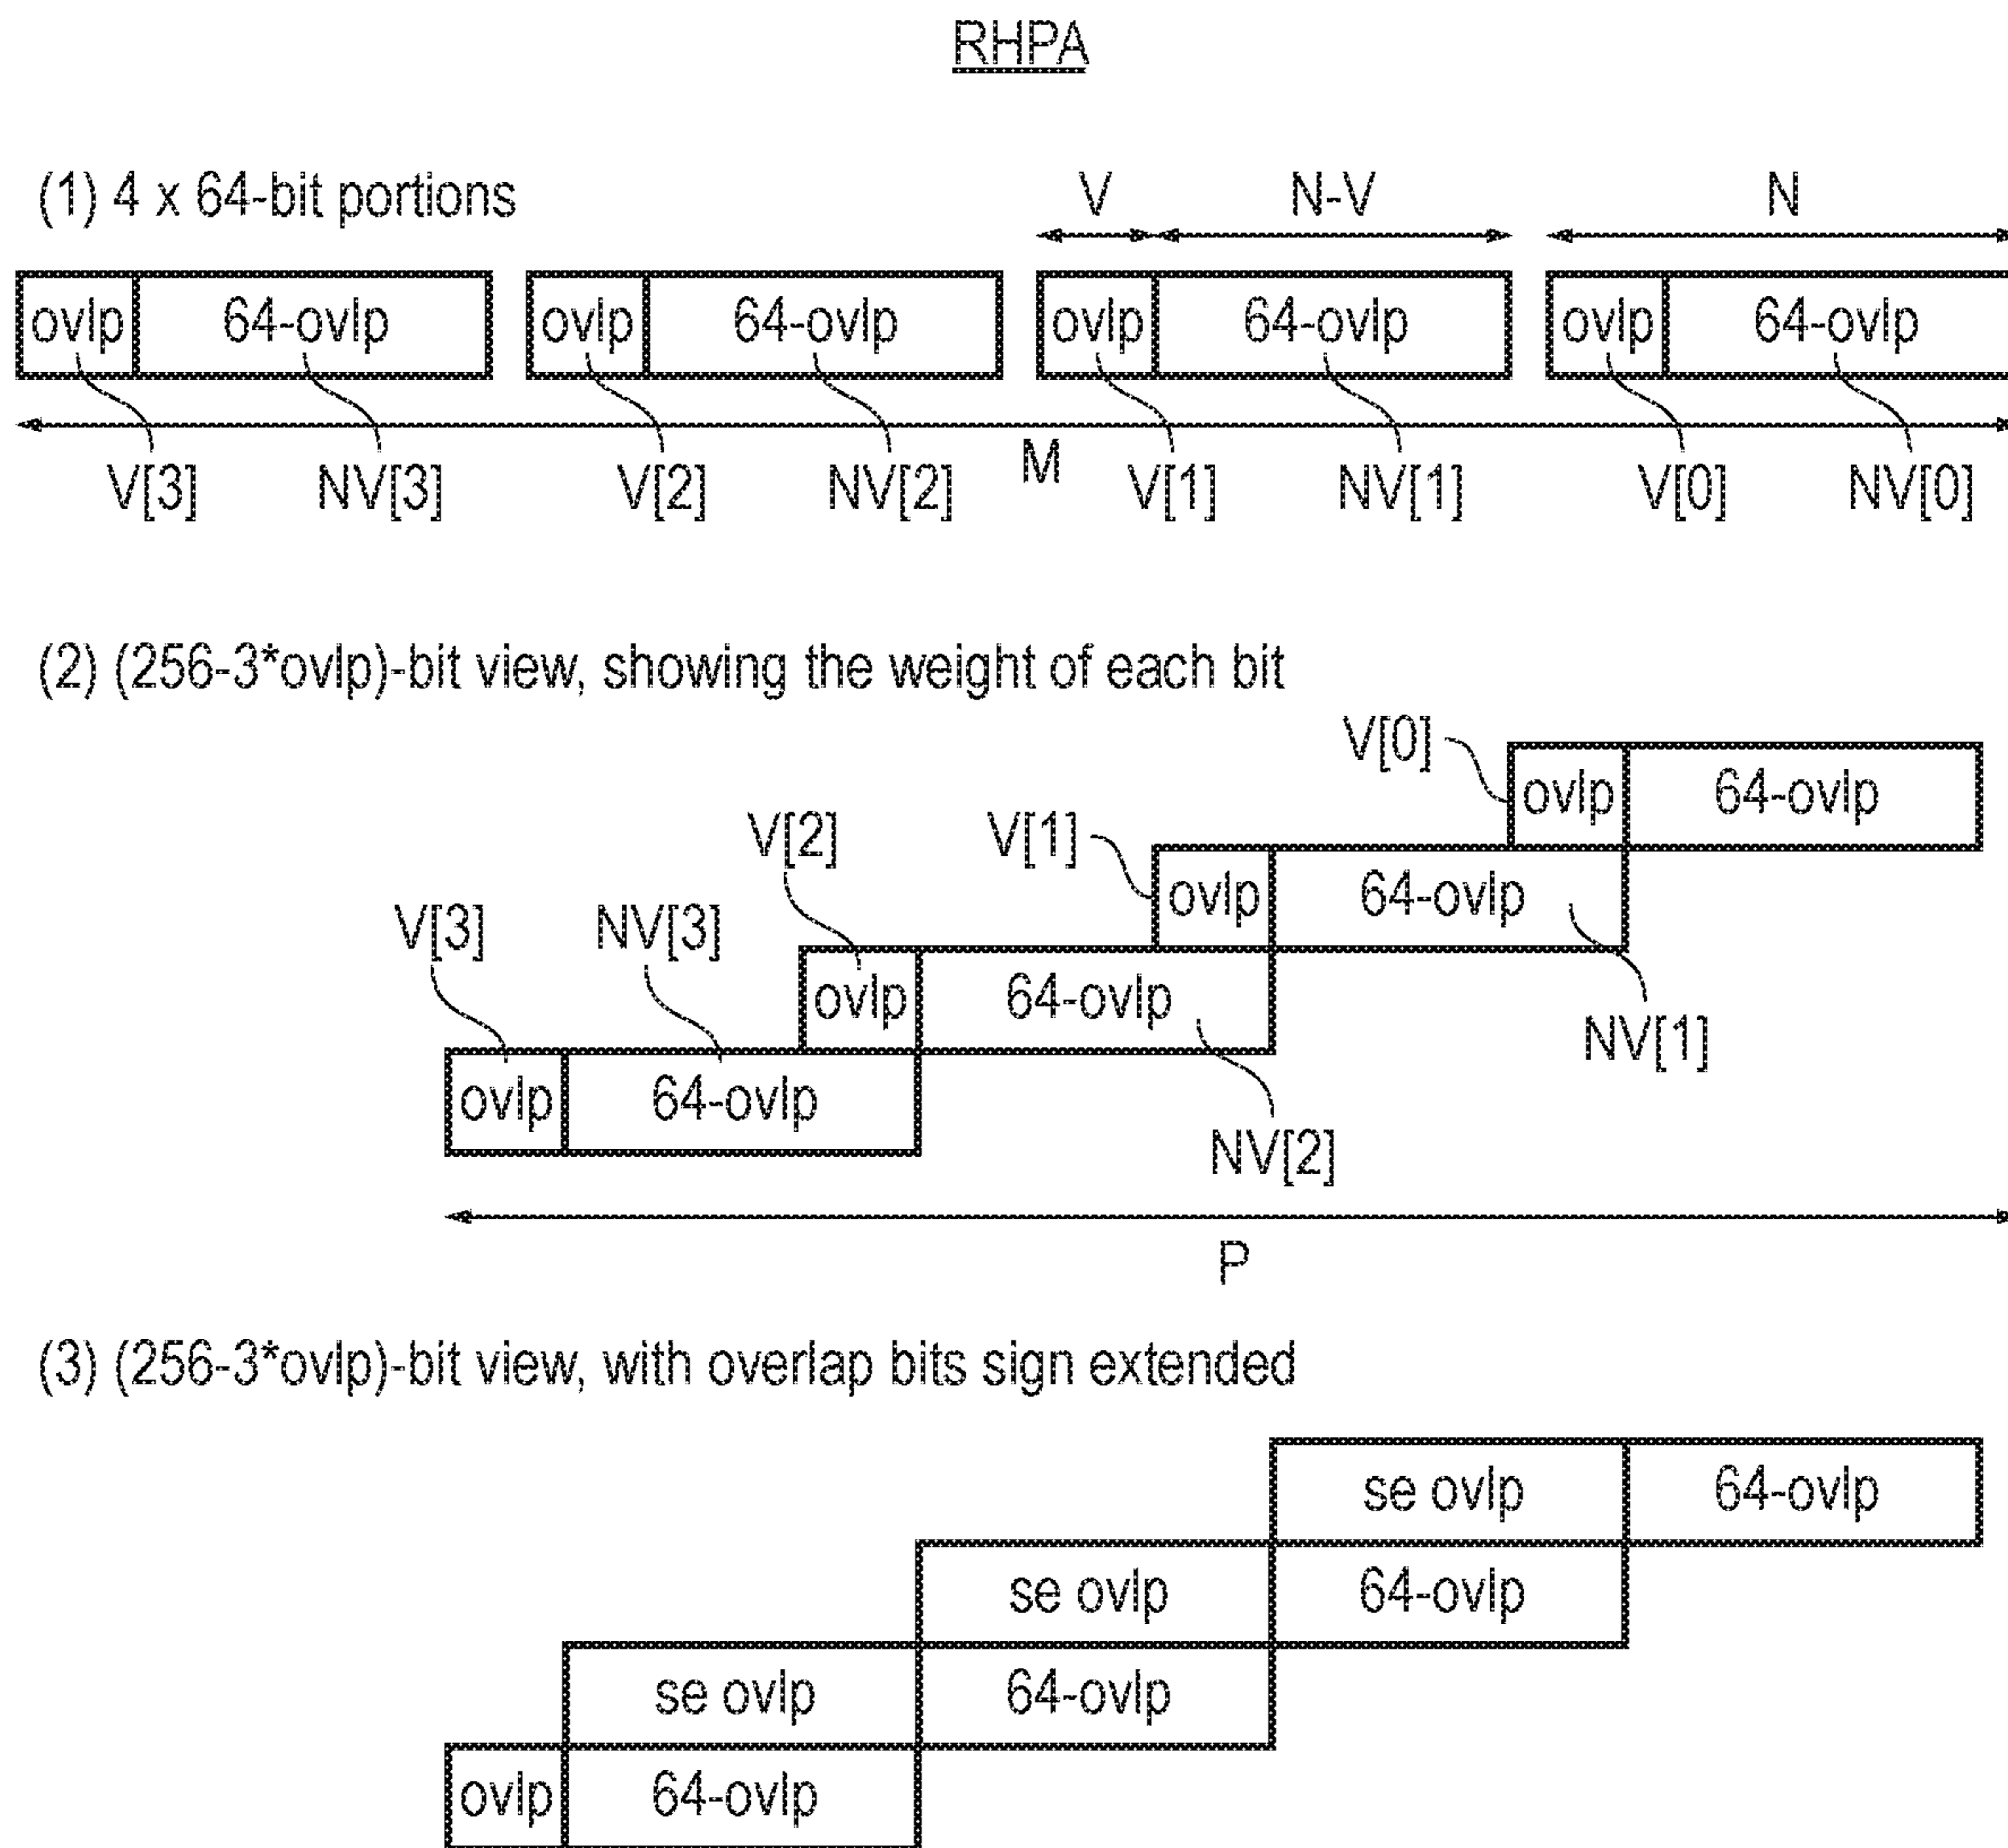 RHPA
(1) 4 x 64-bit portions
V N-V N
ovlp 64-ovlp ovlp 64-ovlp ovlp 64-ovlp ovlp 64-ovlp
M
V[3] NV[3] V[2] NV[2] V[1] NV[1] V[0] NV[0]
(2) (256-3*ovlp)-bit view, showing the weight of each bit
V[0]
ovlp 64-ovlp
V[2] V[1]
ovlp 64-ovlp
V[3] NV[3]
ovlp 64-ovlp
NV[1]
ovlp 64-ovlp
NV[2]
P
(3) (256-3*ovlp)-bit view, with overlap bits sign extended
se ovlp 64-ovlp
se ovlp 64-ovlp
se ovlp 64-ovlp
ovlp 64-ovlp